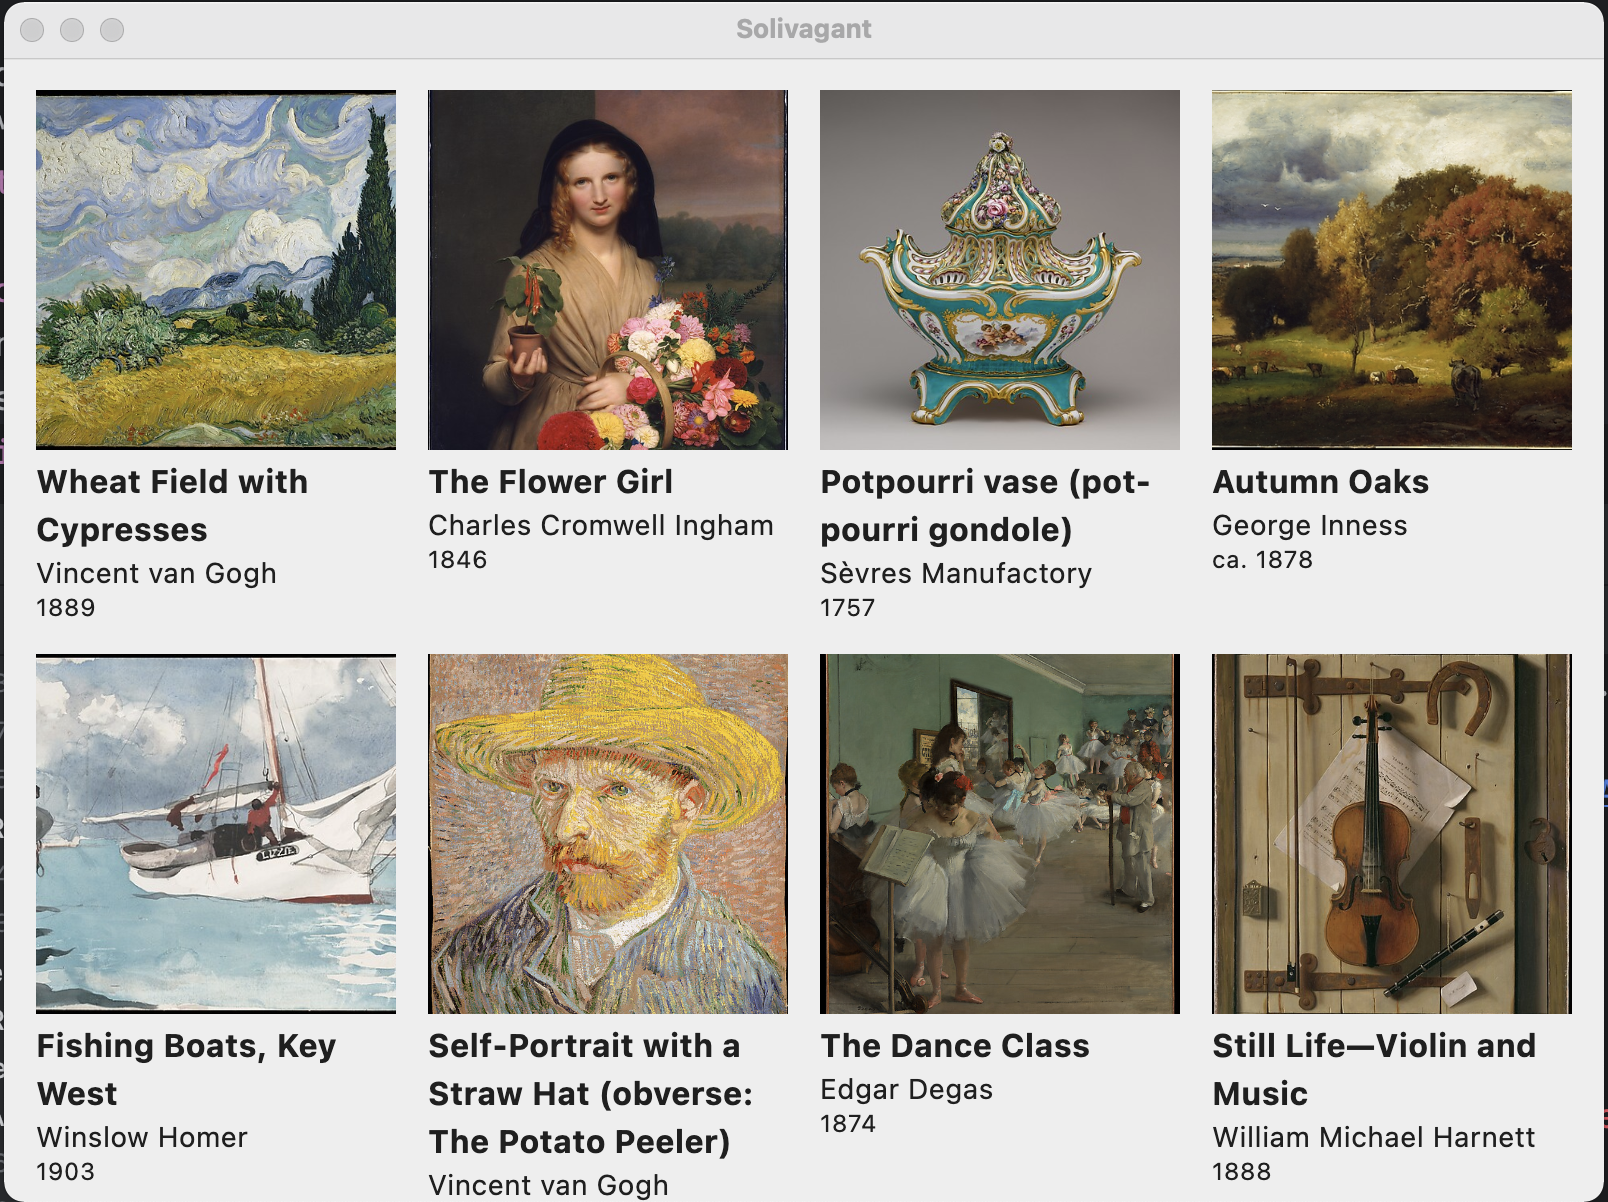 Solivagant
Wheat Field with
Cypresses
Vincent van Gogh
1889
The Flower Girl
Charles Cromwell Ingham
1846
Potpourri vase (pot-
pourri gondole)
Sèvres Manufactory
1757
Autumn Oaks
George Inness
ca. 1878
LIZZIE
Fishing Boats, Key
West
Winslow Homer
1903
Self-Portrait with a
Straw Hat (obverse:
The Potato Peeler)
Vincent van Gogh
The Dance Class
Edgar Degas
1874
Still Life—Violin and
Music
William Michael Harnett
1888